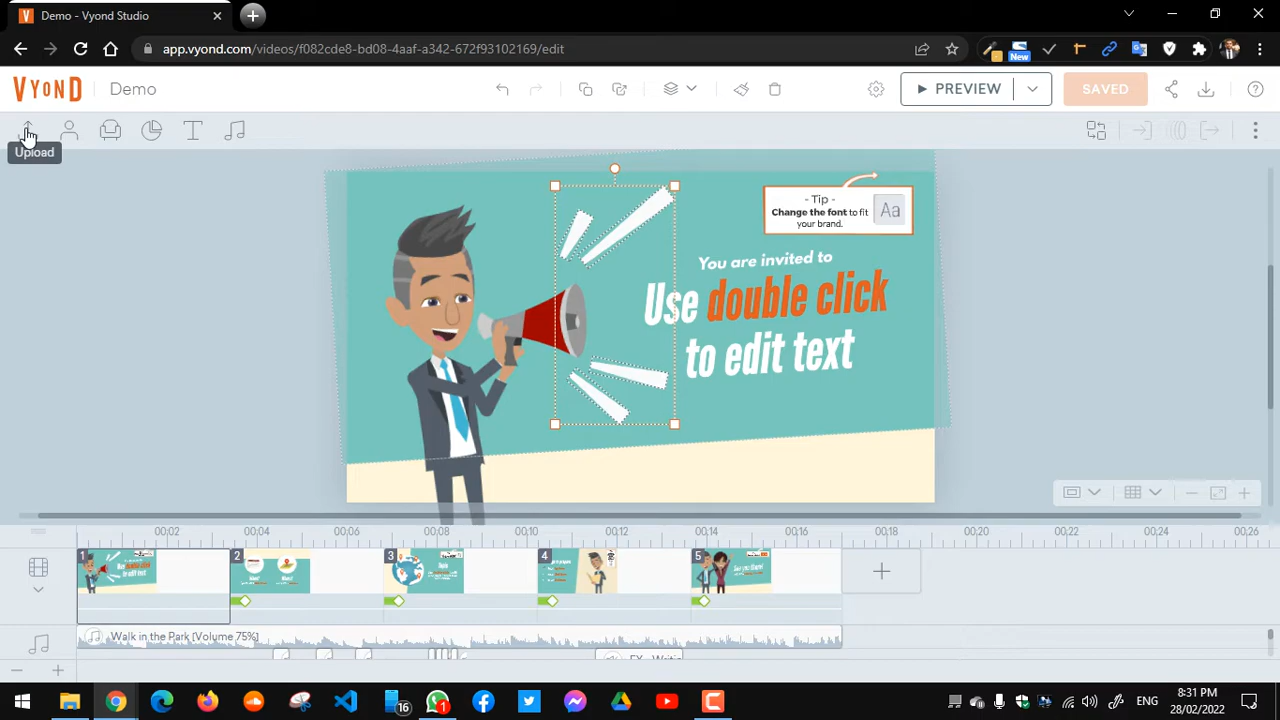 Demo - Vyond Studio
app.vyond.com/videos/f082cde8-bd08-4aaf-a342-672f93102169/edit
New
VYOND
Demo
PREVIEW
SAVED
Upload
- Tip -
Change the font to fit
your brand.
Aa
You are invited to
Use double click
to edit text
00;02
00;04
00;06
00;08
00;10
00;12
00;14
00;16
00;18
00;20
00;22
00;24
00;26
1
2
3
4
5
Walk in the Park [Volume 75%]
16
1
ENG
8:31 PM
28/02/2022